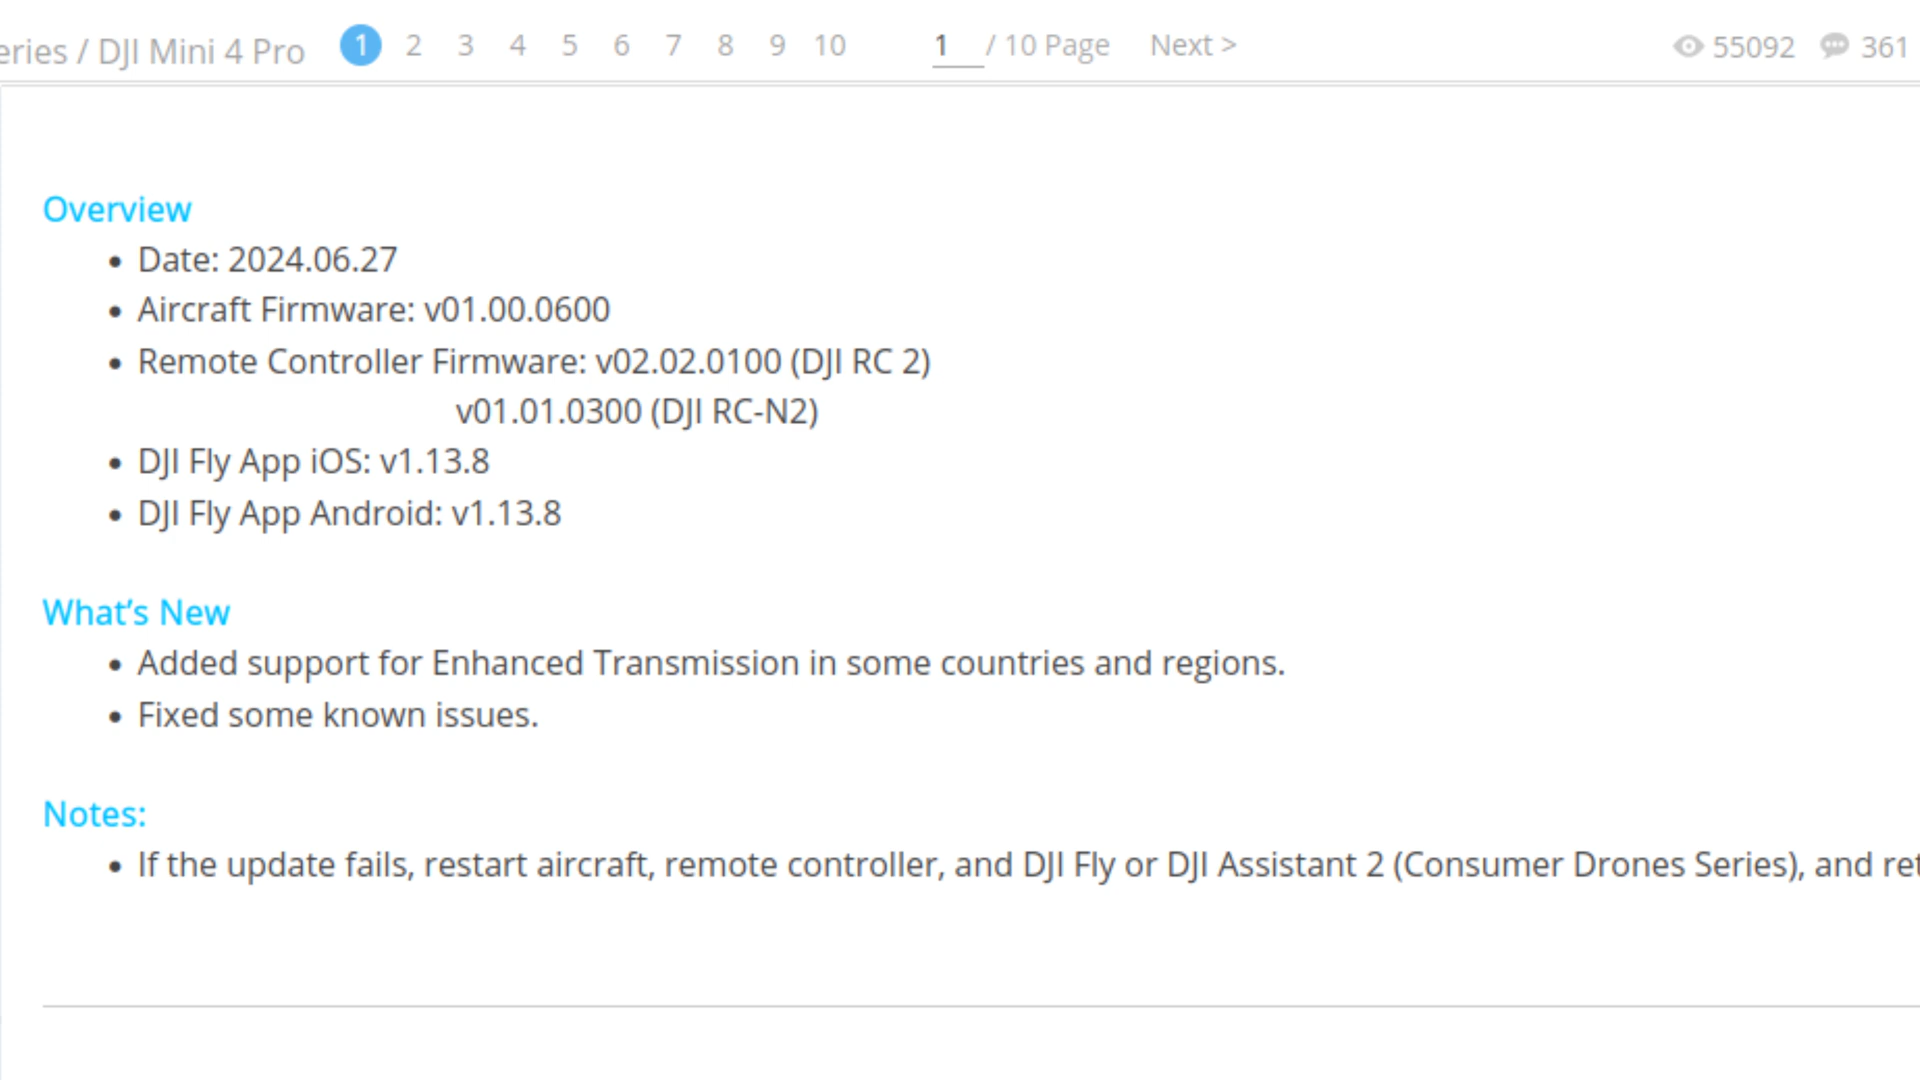 eries / DJI Mini 4 Pro 1 2 3 4 5 6 7 8 9 10 1 / 10 Page Next > 55092 361
Overview
• Date: 2024.06.27
• Aircraft Firmware: v01.00.0600
• Remote Controller Firmware: v02.02.0100 (DJI RC 2)
v01.01.0300 (DJI RC-N2)
• DJI Fly App iOS: v1.13.8
• DJI Fly App Android: v1.13.8
What’s New
• Added support for Enhanced Transmission in some countries and regions.
• Fixed some known issues.
Notes:
• If the update fails, restart aircraft, remote controller, and DJI Fly or DJI Assistant 2 (Consumer Drones Series), and ret